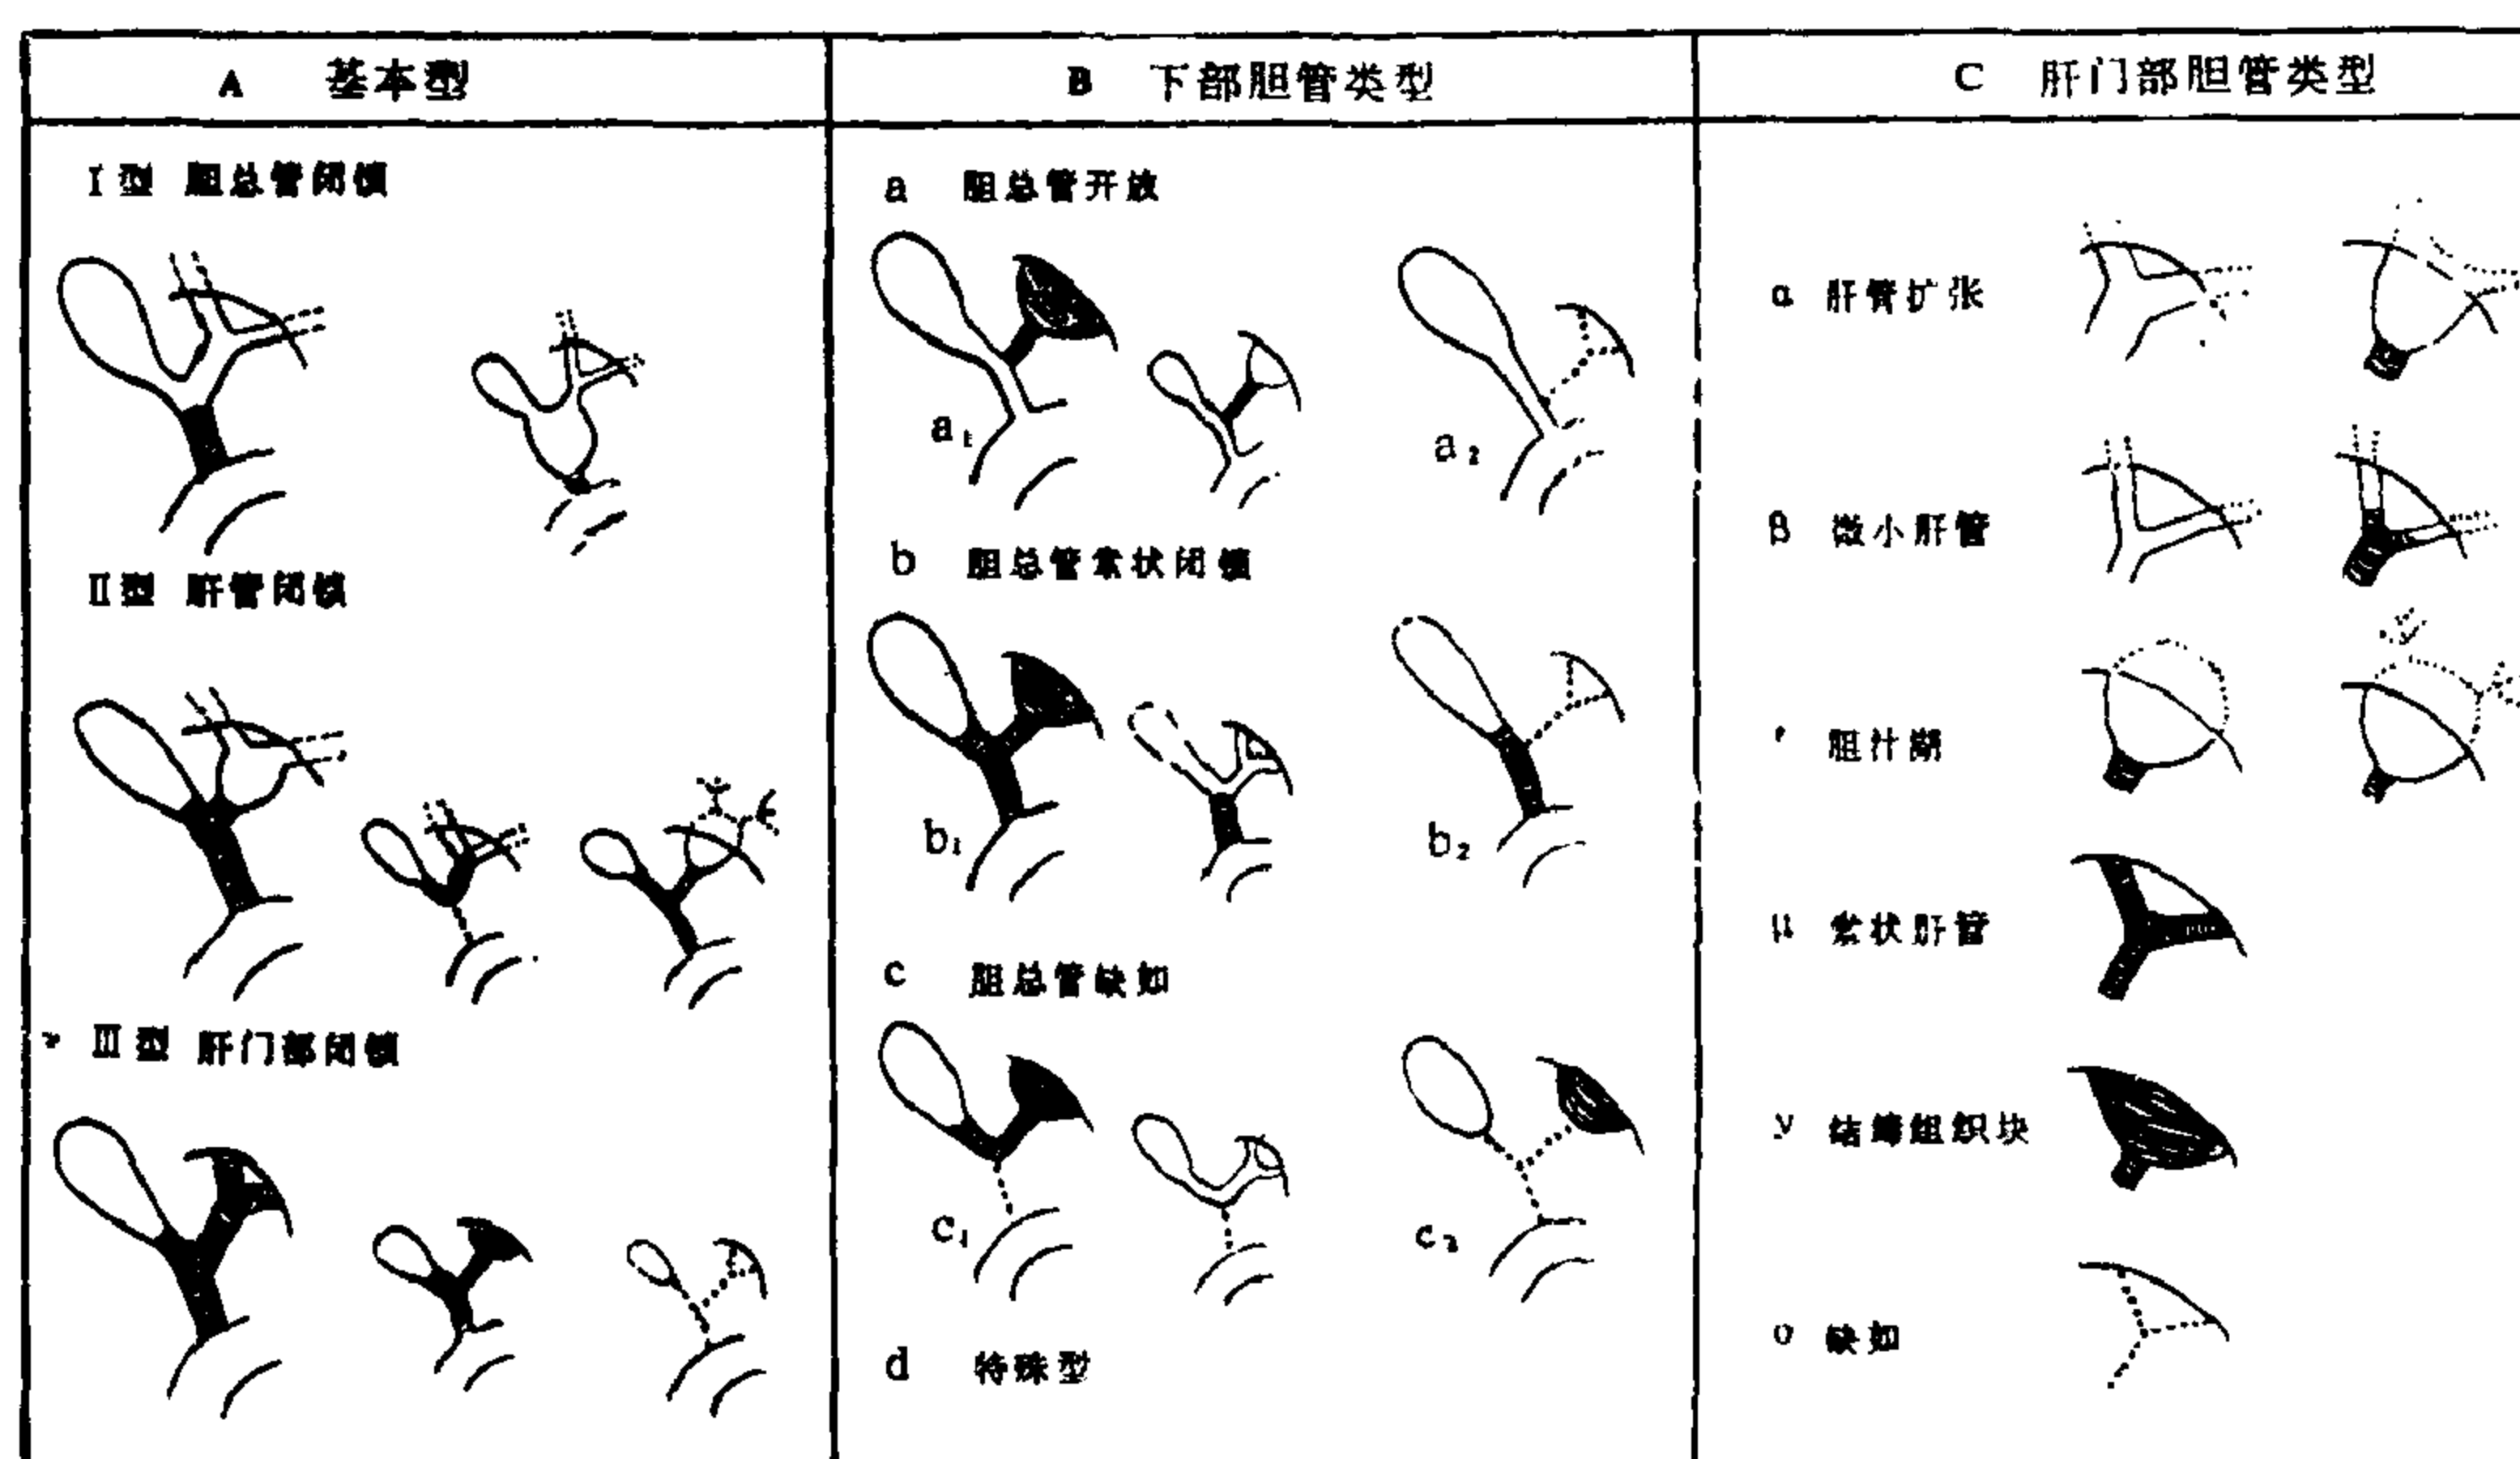 A 基本型
Ⅰ型 胆总管闭锁
Ⅱ型 肝管闭锁
Ⅲ型 肝门部闭锁
B 下部胆管类型
a 胆总管开放
a₁
a₂
b 胆总管索状闭锁
b₁
b₂
c 胆总管缺如
c₁
c₂
d 特殊型
C 肝门部胆管类型
α 肝管扩张
β 微小肝管
胆汁湖
μ 索状肝管
ν 结缔组织块
ο 缺如